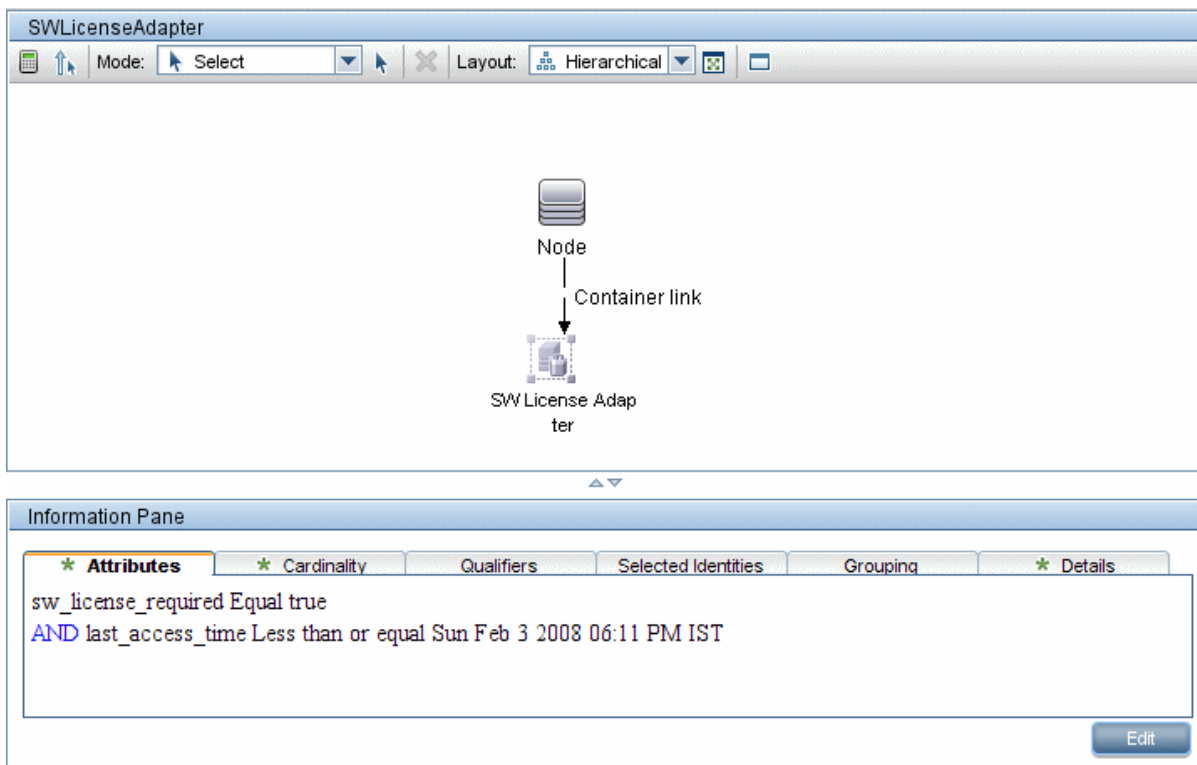 SWLicenseAdapter
Mode: Select Layout: Hierarchical
Node
Container link
SW License Adap
ter
Information Pane
* Attributes * Cardinality Qualifiers Selected Identities Grouping * Details
sw_license_required Equal true
AND last_access_time Less than or equal Sun Feb 3 2008 06:11 PM IST
Edit